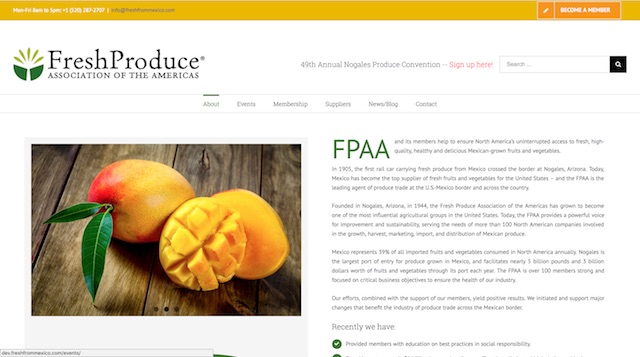 Mon-Fri 8am to 5pm: +1 (520) 287-2707 | info@freshfrommexico.com
BECOME A MEMBER
FreshProduce®
ASSOCIATION OF THE AMERICAS
49th Annual Nogales Produce Convention -- Sign up here!
Search ...
About Events Membership Suppliers News/Blog Contact
FPAA and its members help to ensure North America's uninterrupted access to fresh, high-
quality, healthy and delicious Mexican-grown fruits and vegetables.
In 1905, the first rail car carrying fresh produce from Mexico crossed the border at Nogales, Arizona. Today,
Mexico has become the top supplier of fresh fruits and vegetables for the United States – and the FPAA is the
leading agent of produce trade at the U.S.-Mexico border and across the country.
Founded in Nogales, Arizona, in 1944, the Fresh Produce Association of the Americas has grown to become
one of the most influential agricultural groups in the United States. Today, the FPAA provides a powerful voice
for improvement and sustainability, serving the needs of more than 100 North American companies involved
in the growth, harvest, marketing, import, and distribution of Mexican produce.
Mexico represents 39% of all imported fruits and vegetables consumed in North America annually. Nogales is
the largest port of entry for produce grown in Mexico, and facilitates nearly 5 billion pounds and 3 billion
dollars worth of fruits and vegetables through its port each year. The FPAA is over 100 members strong and
focused on critical business objectives to ensure the health of our industry.
Our efforts, combined with the support of our members, yield positive results. We initiated and support major
changes that benefit the industry of produce trade across the Mexican border.
Recently we have:
Provided members with education on best practices in social responsibility.
dev.freshfrommexico.com/events/